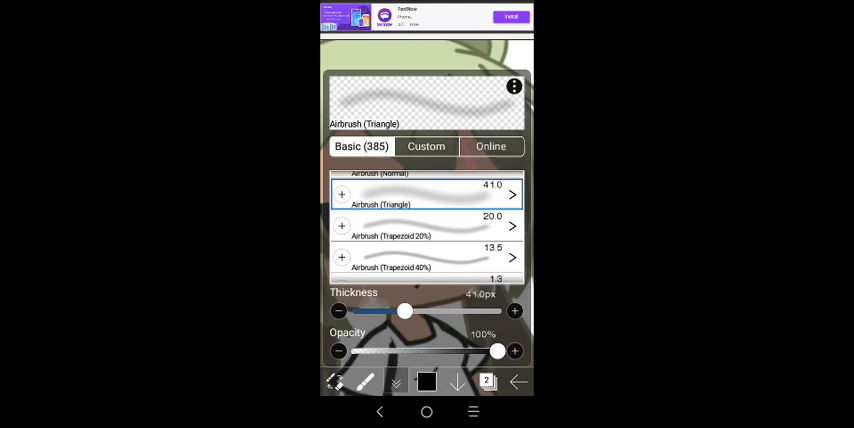 TextNow
Phone,
Install
Airbrush (Triangle)
Basic (385)
Custom
Online
Airbrush (Normal)
41.0
Airbrush (Triangle)
20.0
Airbrush (Trapezoid 20%)
13.5
Airbrush (Trapezoid 40%)
1.3
Thickness
41.0px
Opacity
100%
2